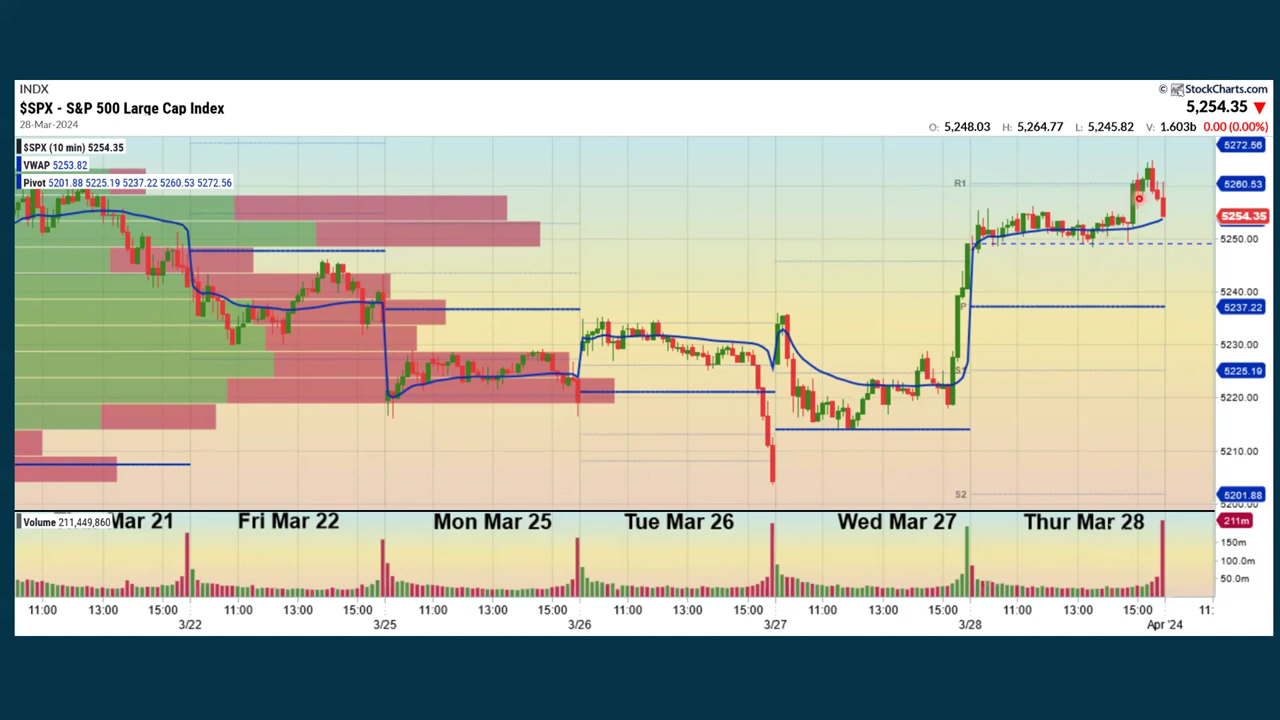 INDX
© StockCharts.com
$SPX - S&P 500 Large Cap Index
5,254.35
28-Mar-2024
O: 5,248.03 H: 5,264.77 L: 5,245.82 V: 1.603b 0.00 (0.00%)
$SPX (10 min) 5254.35
VWAP 5253.82
Pivot 5201.88 5225.19 5237.22 5260.53 5272.56
R1
P
S1
S2
5272.56
5260.53
5254.35
5250.00
5240.00
5237.22
5230.00
5225.19
5220.00
5210.00
5201.88
5200.00
Volume 211,449,860
Mar 21
Fri Mar 22
Mon Mar 25
Tue Mar 26
Wed Mar 27
Thur Mar 28
211m
150m
100.0m
50.0m
11:00 13:00 15:00 11:00 13:00 15:00 11:00 13:00 15:00 11:00 13:00 15:00 11:00 13:00 15:00 11:00 13:00 15:00 11:
3/22 3/25 3/26 3/27 3/28 Apr '24